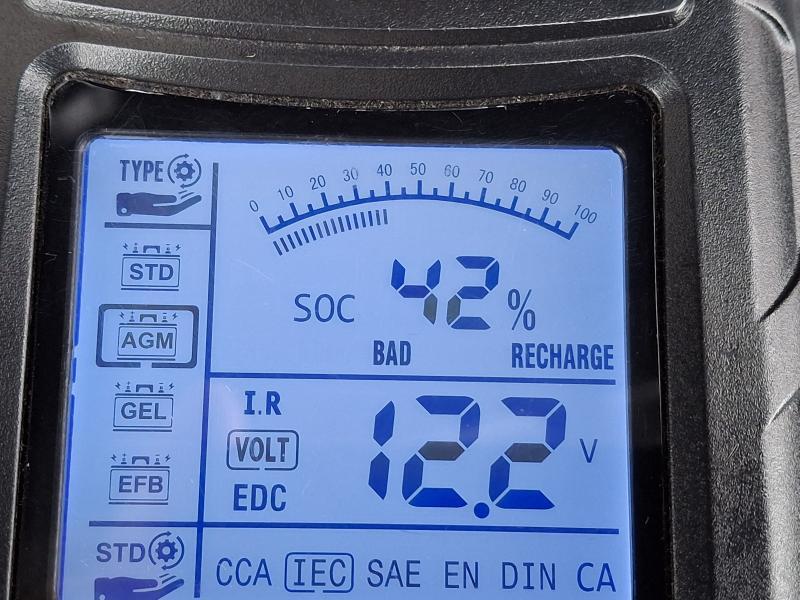 TYPE
0 10 20 30 40 50 60 70 80 90 100
STD
SOC 42 %
AGM
BAD RECHARGE
GEL
I.R
VOLT 12.2 V
EFB
EDC
STD
CCA IEC SAE EN DIN CA